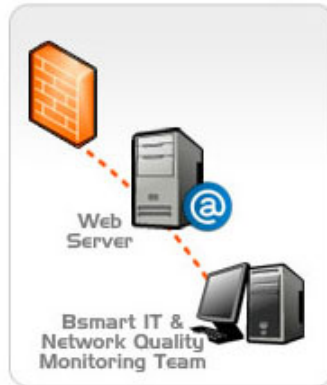 @
Web
Server
Bsmart IT &
Network Quality
Monitoring Team